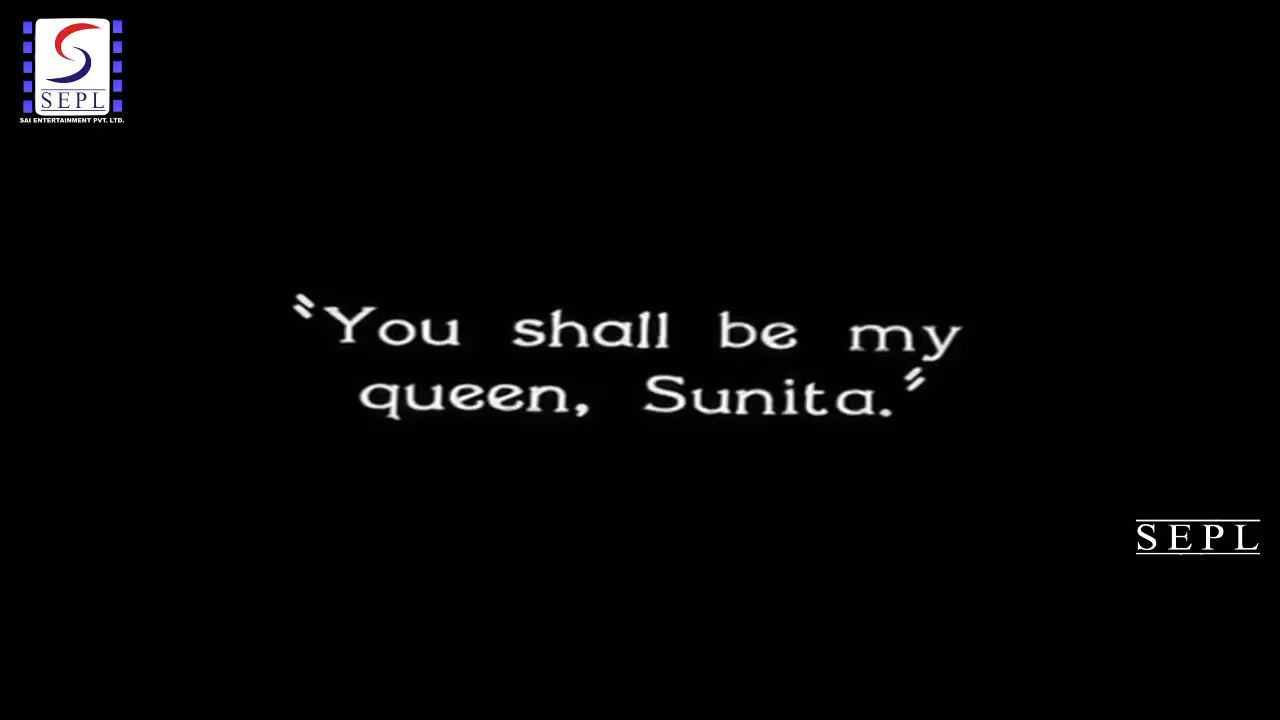 SEPL
SAI ENTERTAINMENT PVT. LTD.
"You shall be my
queen, Sunita."
SEPL